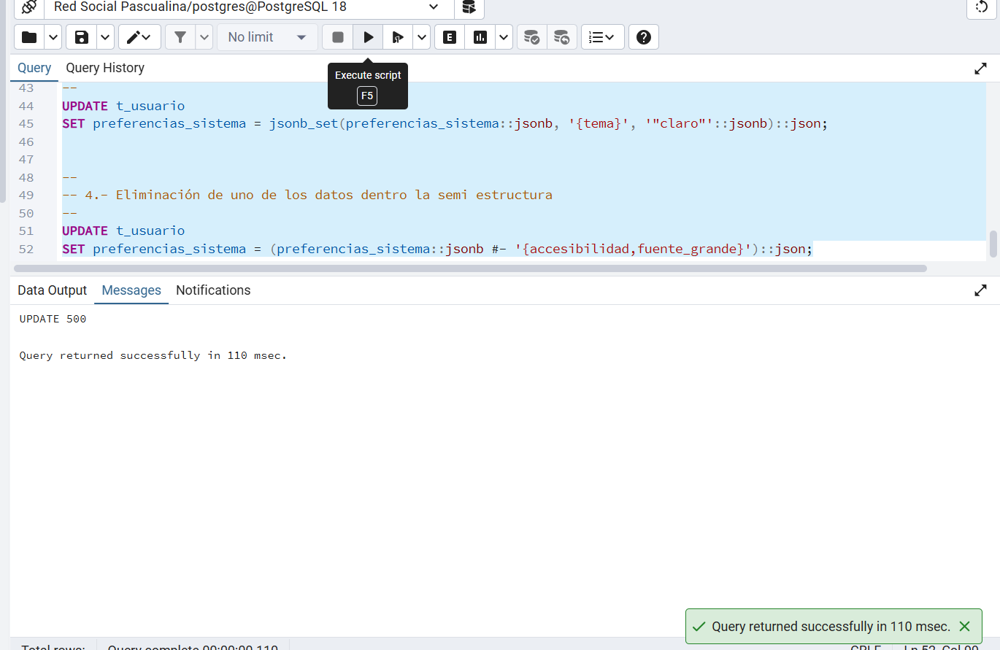 Red Social Pascualina/postgres@PostgreSQL 18
No limit
Query Query History
Execute script
F5
43 --
44 UPDATE t_usuario
45 SET preferencias_sistema = jsonb_set(preferencias_sistema::jsonb, '{tema}', '"claro"'::jsonb)::json;
46
47
48 --
49 -- 4.- Eliminación de uno de los datos dentro la semi estructura
50 --
51 UPDATE t_usuario
52 SET preferencias_sistema = (preferencias_sistema::jsonb #- '{accesibilidad,fuente_grande}')::json;
Data Output Messages Notifications
UPDATE 500
Query returned successfully in 110 msec.
Query returned successfully in 110 msec.
Total rows: Query complete 00:00:00.110 CRLF Ln 52, Col 99